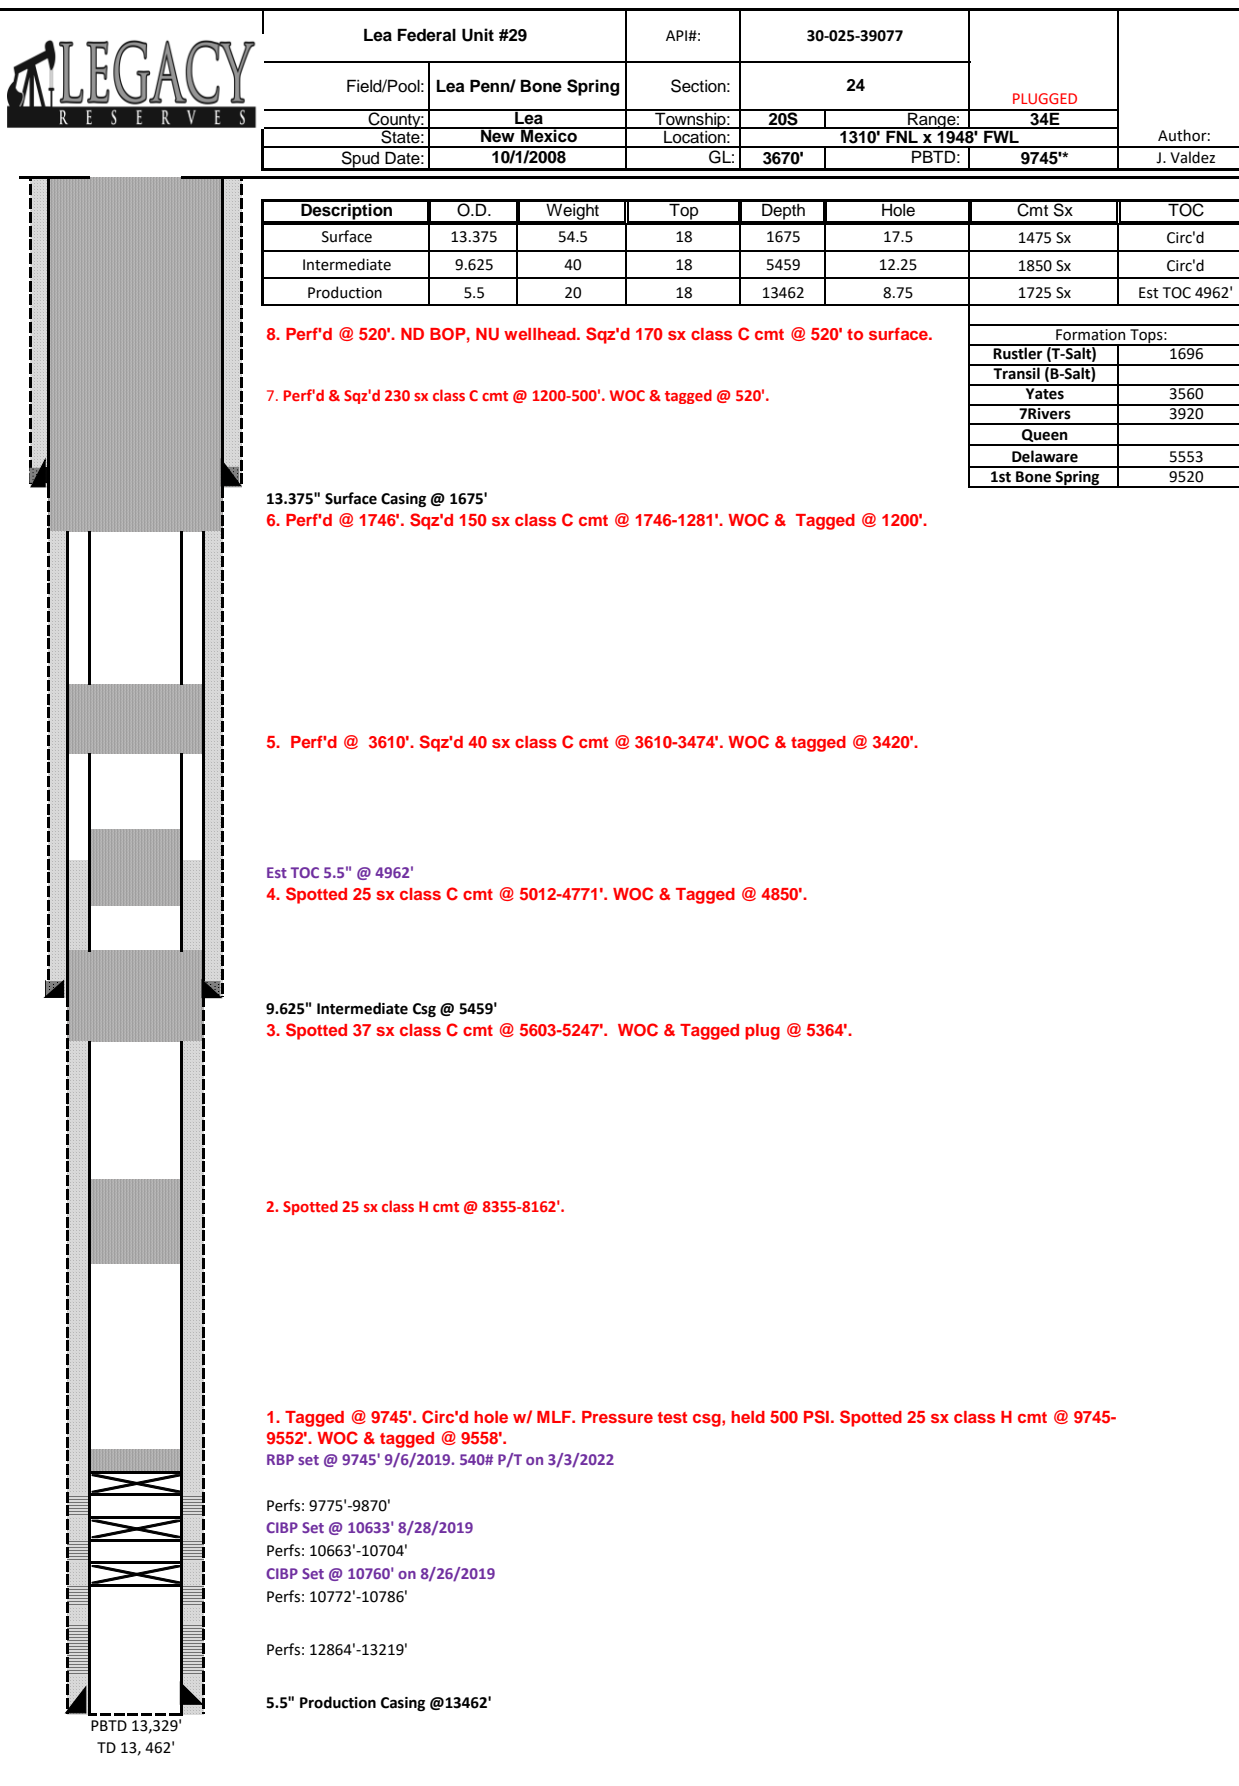 LEGACY
RESERVES
Lea Federal Unit #29 API#: 30-025-39077
Field/Pool: Lea Penn/ Bone Spring Section: 24 PLUGGED
County: Lea Township: 20S Range: 34E
State: New Mexico Location: 1310' FNL x 1948' FWL Author:
Spud Date: 10/1/2008 GL: 3670' PBTD: 9745'* J. Valdez
Description O.D. Weight Top Depth Hole Cmt Sx TOC
Surface 13.375 54.5 18 1675 17.5 1475 Sx Circ'd
Intermediate 9.625 40 18 5459 12.25 1850 Sx Circ'd
Production 5.5 20 18 13462 8.75 1725 Sx Est TOC 4962'
8. Perf'd @ 520'. ND BOP, NU wellhead. Sqz'd 170 sx class C cmt @ 520' to surface.
Formation Tops:
Rustler (T-Salt) 1696
Transil (B-Salt)
Yates 3560
7Rivers 3920
Queen
Delaware 5553
1st Bone Spring 9520
7. Perf'd & Sqz'd 230 sx class C cmt @ 1200-500'. WOC & tagged @ 520'.
13.375" Surface Casing @ 1675'
6. Perf'd @ 1746'. Sqz'd 150 sx class C cmt @ 1746-1281'. WOC & Tagged @ 1200'.
5. Perf'd @ 3610'. Sqz'd 40 sx class C cmt @ 3610-3474'. WOC & tagged @ 3420'.
Est TOC 5.5" @ 4962'
4. Spotted 25 sx class C cmt @ 5012-4771'. WOC & Tagged @ 4850'.
9.625" Intermediate Csg @ 5459'
3. Spotted 37 sx class C cmt @ 5603-5247'. WOC & Tagged plug @ 5364'.
2. Spotted 25 sx class H cmt @ 8355-8162'.
1. Tagged @ 9745'. Circ'd hole w/ MLF. Pressure test csg, held 500 PSI. Spotted 25 sx class H cmt @ 9745-
9552'. WOC & tagged @ 9558'.
RBP set @ 9745' 9/6/2019. 540# P/T on 3/3/2022
Perfs: 9775'-9870'
CIBP Set @ 10633' 8/28/2019
Perfs: 10663'-10704'
CIBP Set @ 10760' on 8/26/2019
Perfs: 10772'-10786'
Perfs: 12864'-13219'
5.5" Production Casing @13462'
PBTD 13,329'
TD 13, 462'